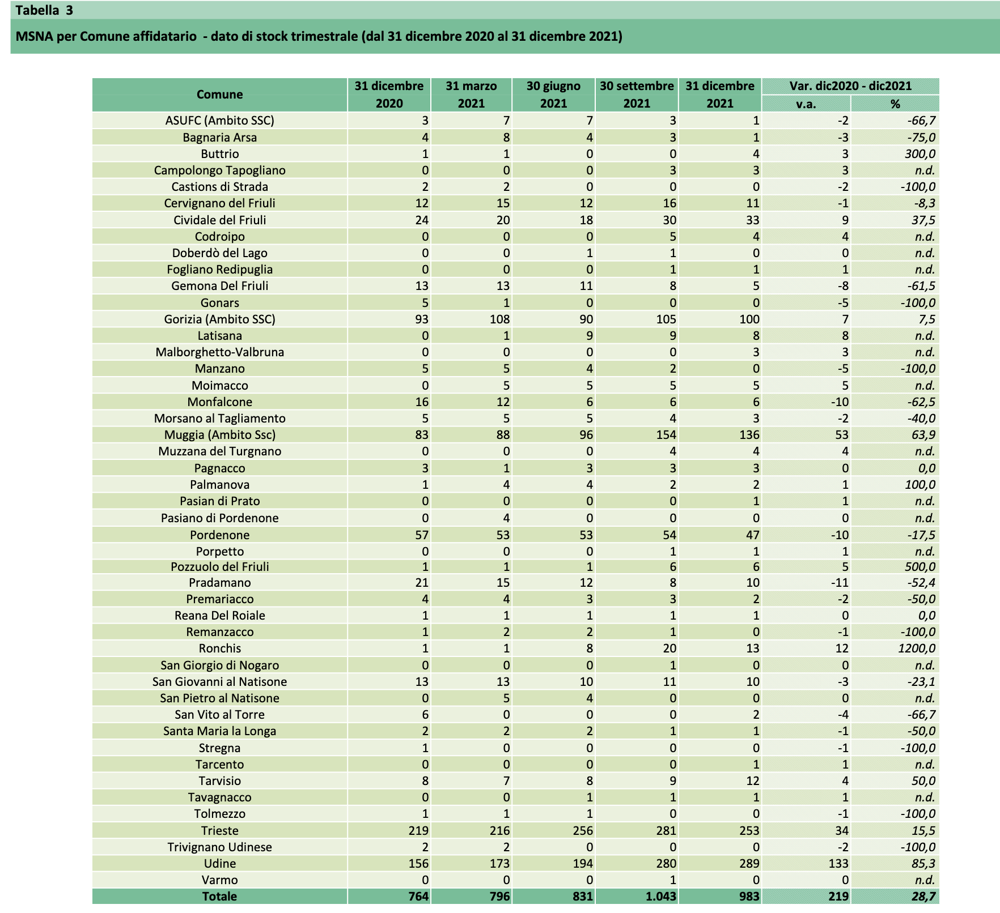 Tabella 3
MSNA per Comune affidatario - dato di stock trimestrale (dal 31 dicembre 2020 al 31 dicembre 2021)
Comune 31 dicembre 2020 31 marzo 2021 30 giugno 2021 30 settembre 2021 31 dicembre 2021 Var. dic2020 - dic2021
v.a. %
ASUFC (Ambito SSC) 3 7 7 3 1 -2 -66,7
Bagnaria Arsa 4 8 4 3 1 -3 -75,0
Buttrio 1 1 0 0 4 3 300,0
Campolongo Tapogliano 0 0 0 3 3 3 n.d.
Castions di Strada 2 2 0 0 0 -2 -100,0
Cervignano del Friuli 12 15 12 16 11 -1 -8,3
Cividale del Friuli 24 20 18 30 33 9 37,5
Codroipo 0 0 0 5 4 4 n.d.
Doberdò del Lago 0 0 1 1 0 0 n.d.
Fogliano Redipuglia 0 0 0 1 1 1 n.d.
Gemona Del Friuli 13 13 11 8 5 -8 -61,5
Gonars 5 1 0 0 0 -5 -100,0
Gorizia (Ambito SSC) 93 108 90 105 100 7 7,5
Latisana 0 1 9 9 8 8 n.d.
Malborghetto-Valbruna 0 0 0 0 3 3 n.d.
Manzano 5 5 4 2 0 -5 -100,0
Moimacco 0 5 5 5 5 5 n.d.
Monfalcone 16 12 6 6 6 -10 -62,5
Morsano al Tagliamento 5 5 5 4 3 -2 -40,0
Muggia (Ambito Ssc) 83 88 96 154 136 53 63,9
Muzzana del Turgnano 0 0 0 4 4 4 n.d.
Pagnacco 3 1 3 3 3 0 0,0
Palmanova 1 4 4 2 2 1 100,0
Pasian di Prato 0 0 0 0 1 1 n.d.
Pasiano di Pordenone 0 4 0 0 0 0 n.d.
Pordenone 57 53 53 54 47 -10 -17,5
Porpetto 0 0 0 1 1 1 n.d.
Pozzuolo del Friuli 1 1 1 6 6 5 500,0
Pradamano 21 15 12 8 10 -11 -52,4
Premariacco 4 4 3 3 2 -2 -50,0
Reana Del Roiale 1 1 1 1 1 0 0,0
Remanzacco 1 2 2 1 0 -1 -100,0
Ronchis 1 1 8 20 13 12 1200,0
San Giorgio di Nogaro 0 0 0 1 0 0 n.d.
San Giovanni al Natisone 13 13 10 11 10 -3 -23,1
San Pietro al Natisone 0 5 4 0 0 0 n.d.
San Vito al Torre 6 0 0 0 2 -4 -66,7
Santa Maria la Longa 2 2 2 1 1 -1 -50,0
Stregna 1 0 0 0 0 -1 -100,0
Tarcento 0 0 0 0 1 1 n.d.
Tarvisio 8 7 8 9 12 4 50,0
Tavagnacco 0 0 1 1 1 1 n.d.
Tolmezzo 1 1 1 0 0 -1 -100,0
Trieste 219 216 256 281 253 34 15,5
Trivignano Udinese 2 2 0 0 0 -2 -100,0
Udine 156 173 194 280 289 133 85,3
Varmo 0 0 0 1 0 0 n.d.
Totale 764 796 831 1.043 983 219 28,7